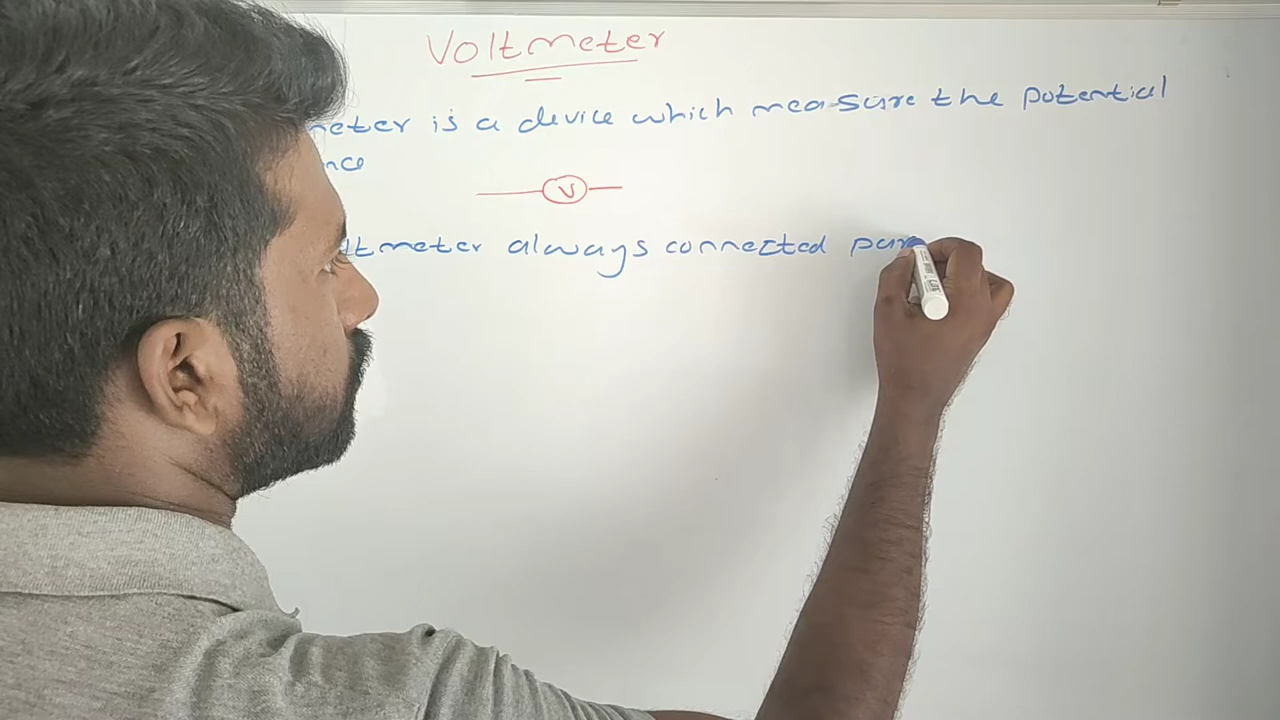 Voltmeter
meter is a device which measure the potential
nce
V
ltmeter always connected par